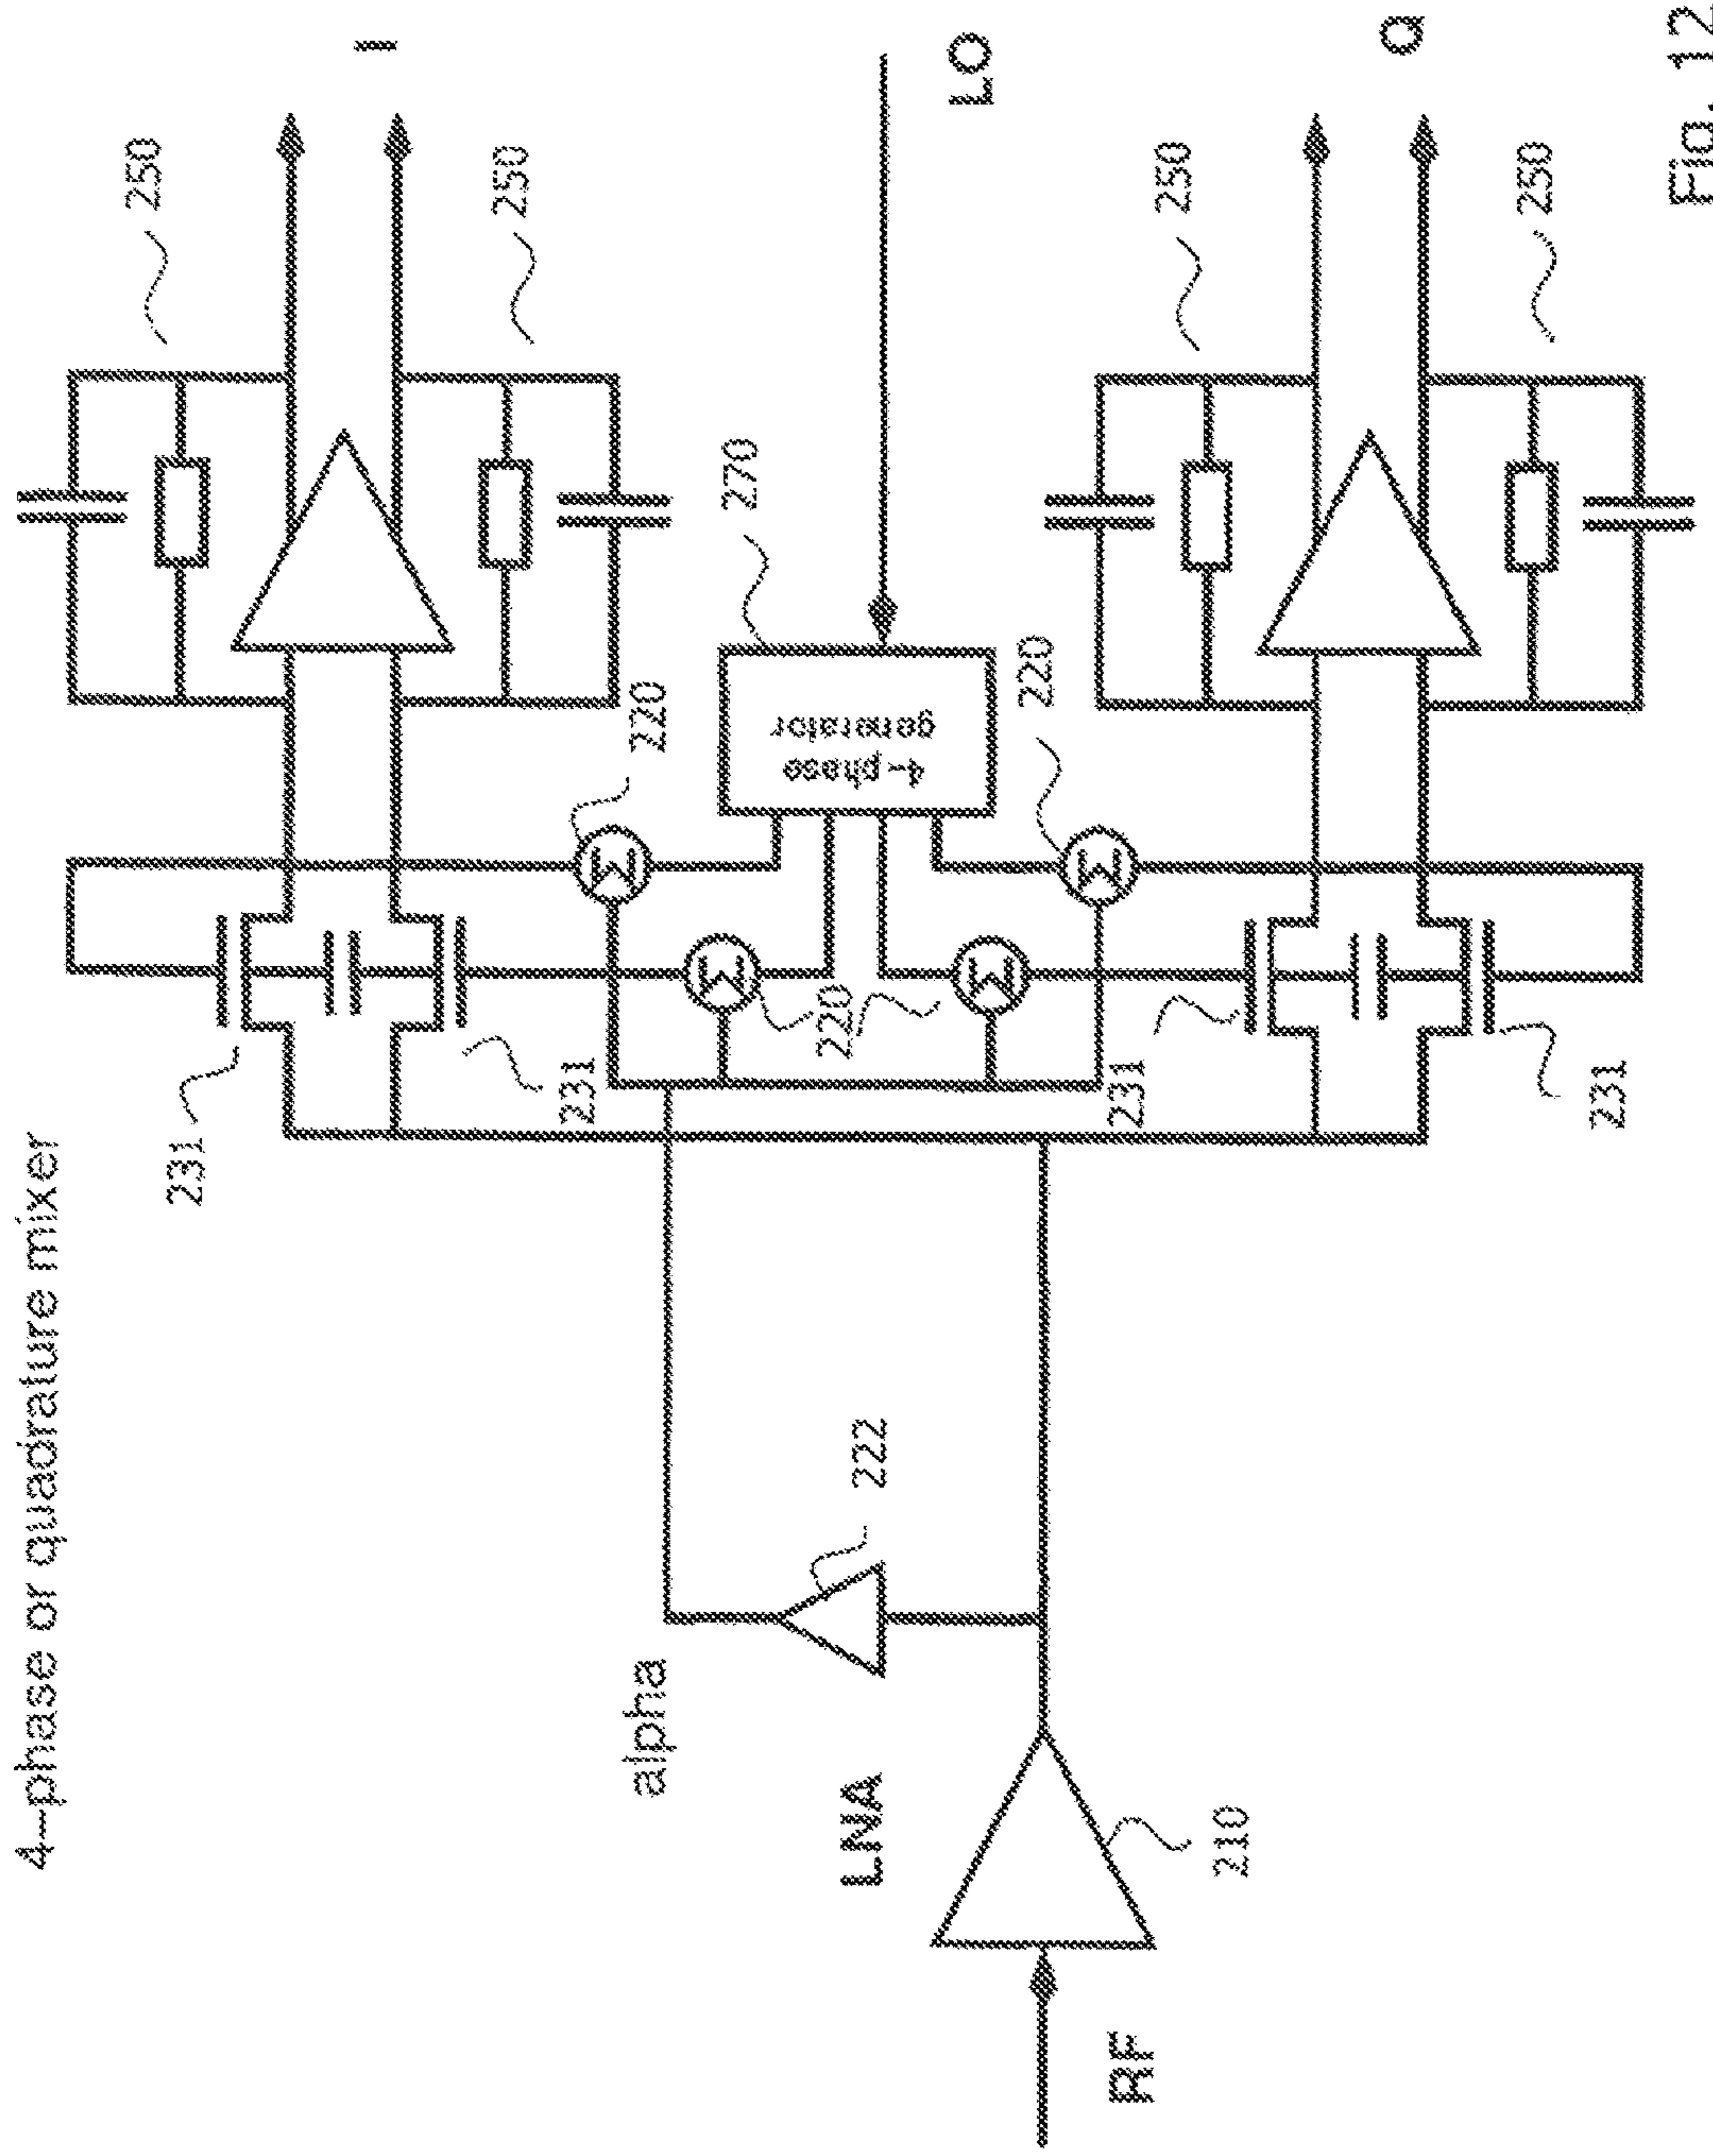 4-phase or quadrature mixer
RF
LNA
210
alpha
222
231
231
231
231
220
220
220
Σ
Σ
Σ
Σ
4-phase
generator
270
LO
250
250
250
250
I
Q
Fig. 12